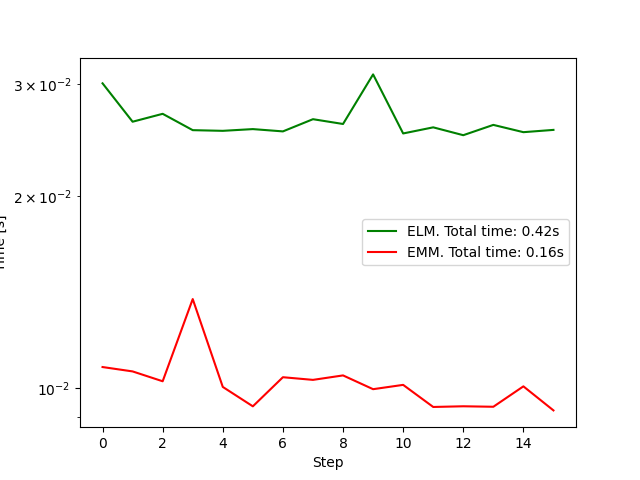 3 × 10⁻²
2 × 10⁻²
10⁻²
Time [s]
ELM. Total time: 0.42s
EMM. Total time: 0.16s
0 2 4 6 8 10 12 14
Step